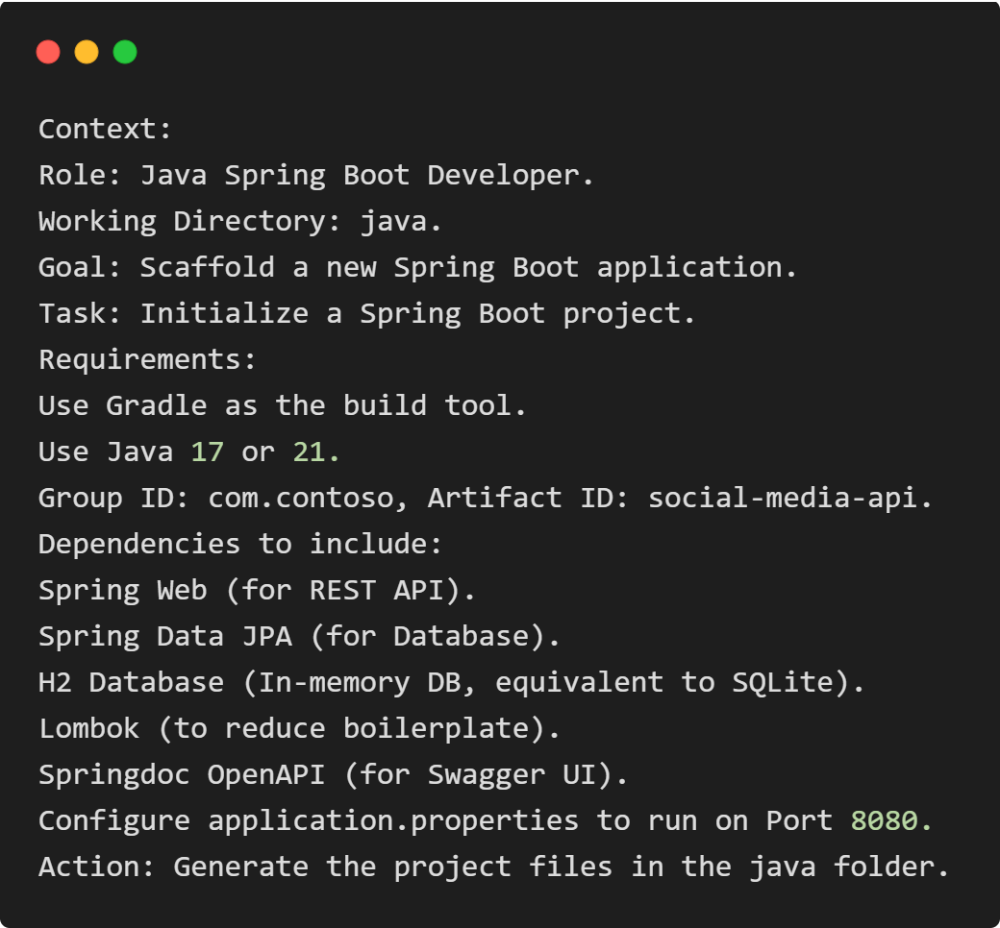 Context:
Role: Java Spring Boot Developer.
Working Directory: java.
Goal: Scaffold a new Spring Boot application.
Task: Initialize a Spring Boot project.
Requirements:
Use Gradle as the build tool.
Use Java 17 or 21.
Group ID: com.contoso, Artifact ID: social-media-api.
Dependencies to include:
Spring Web (for REST API).
Spring Data JPA (for Database).
H2 Database (In-memory DB, equivalent to SQLite).
Lombok (to reduce boilerplate).
Springdoc OpenAPI (for Swagger UI).
Configure application.properties to run on Port 8080.
Action: Generate the project files in the java folder.